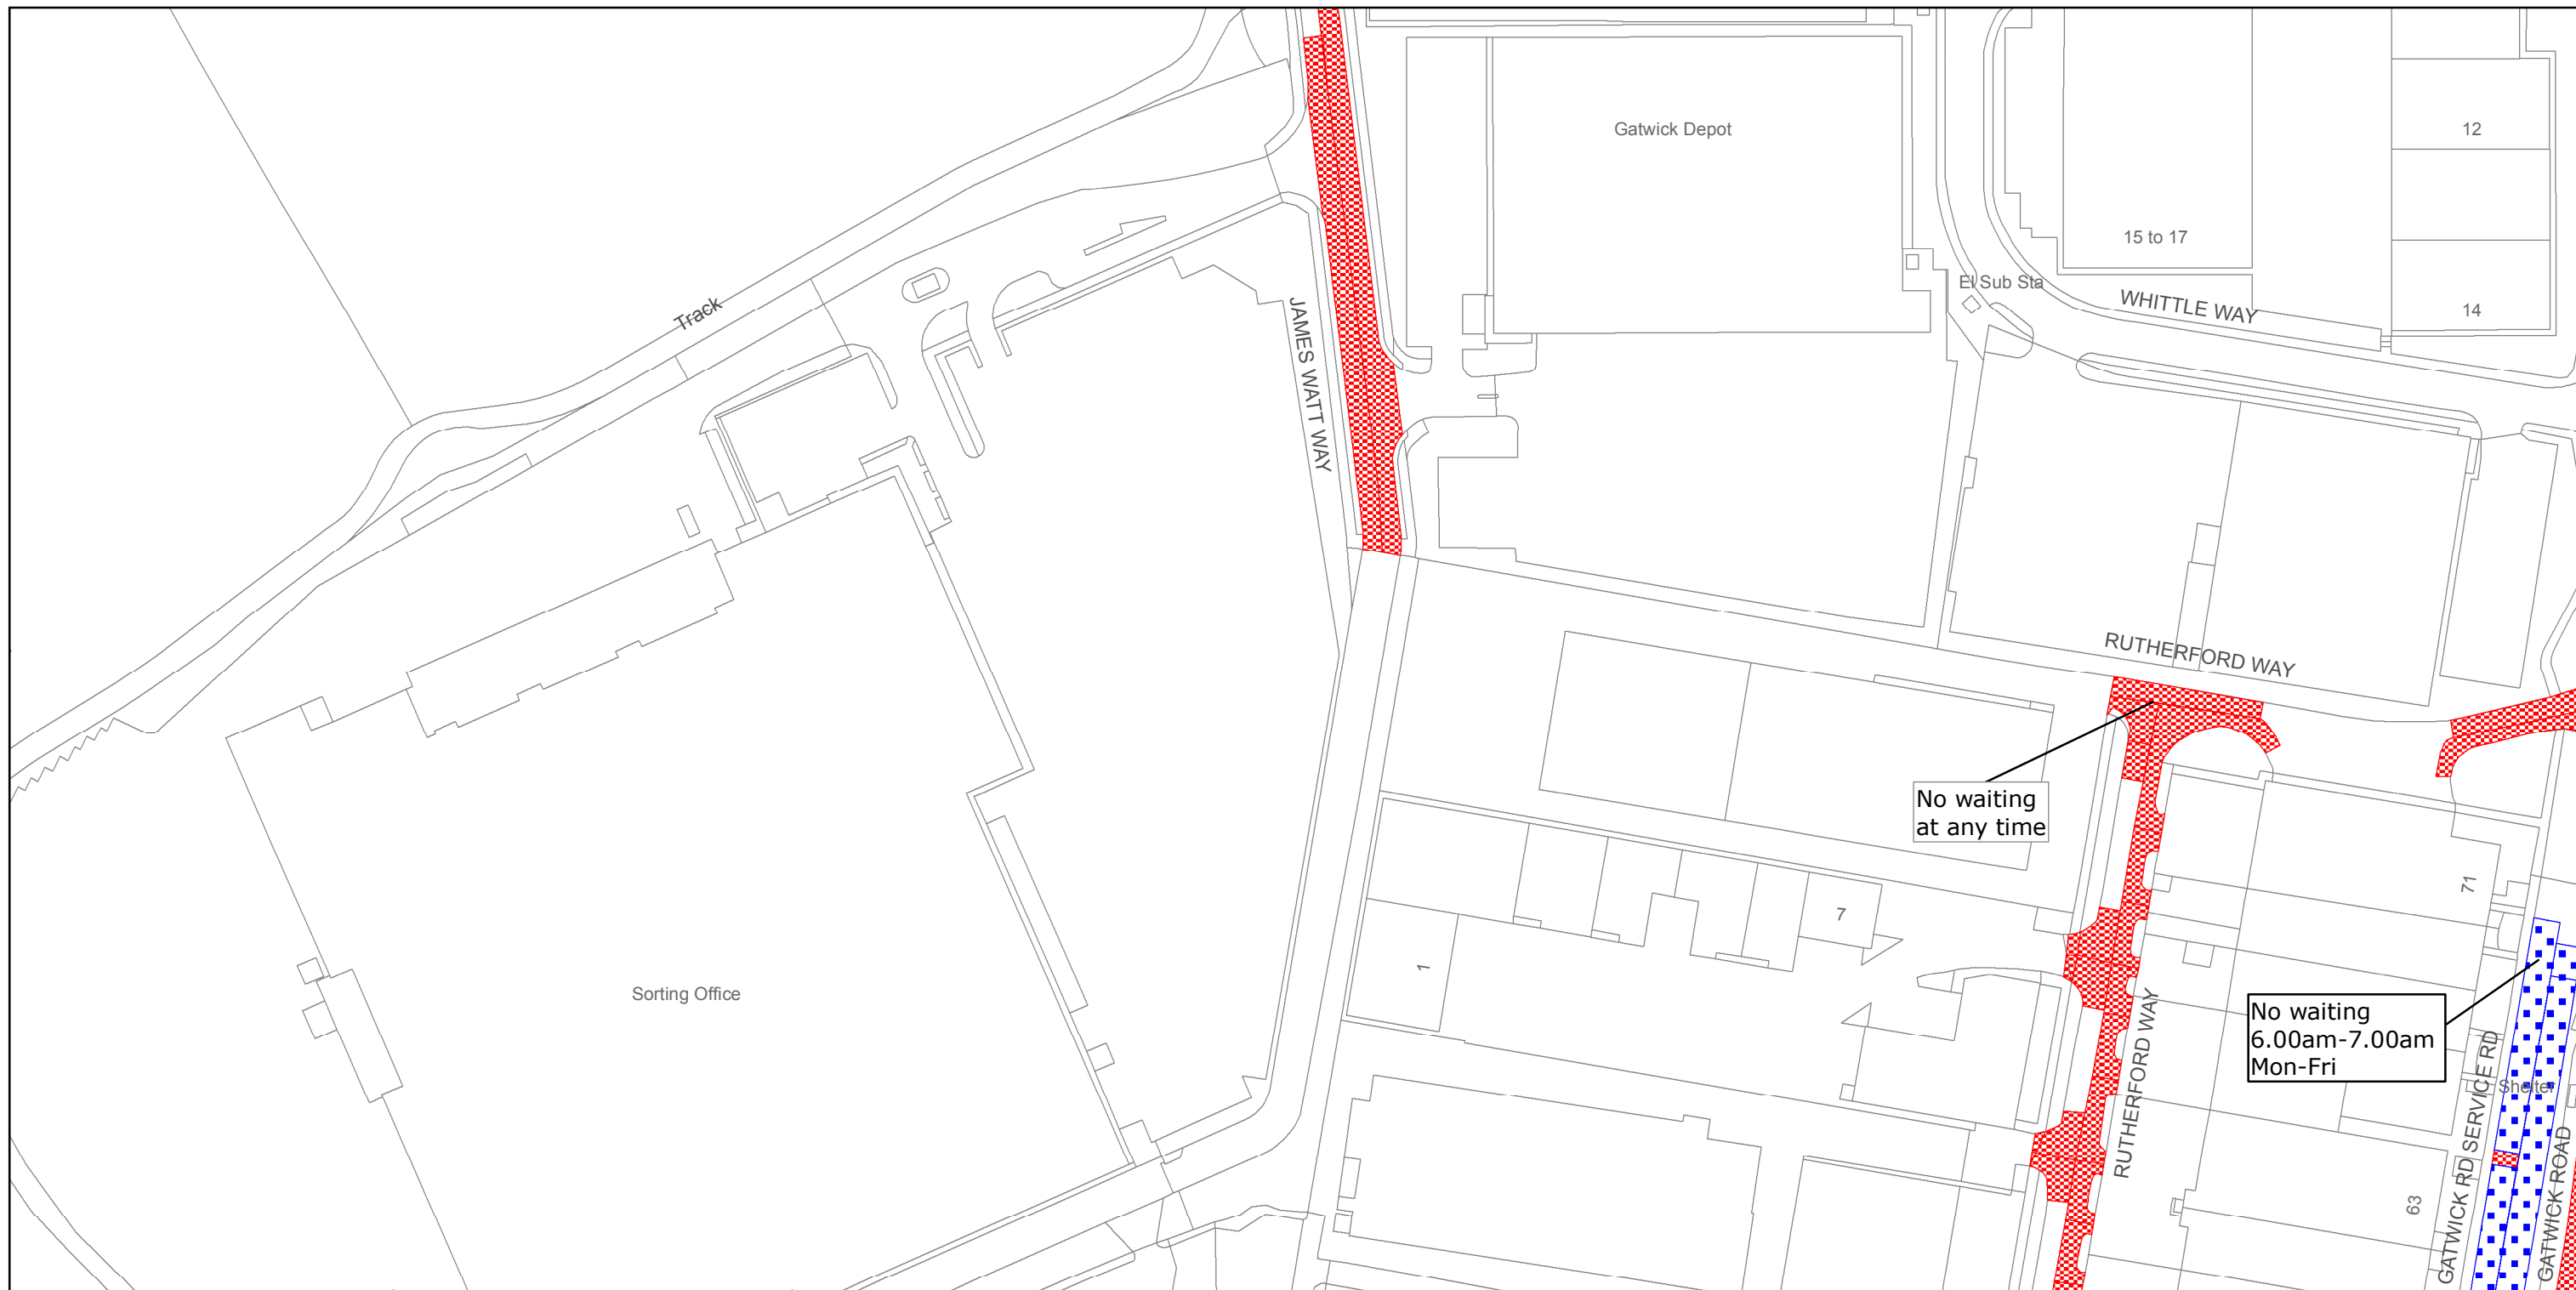 Gatwick Depot
12
15 to 17
El Sub Sta
WHITTLE WAY
14
Track
JAMES WATT WAY
RUTHERFORD WAY
No waiting
at any time
71
7
1
Sorting Office
No waiting
6.00am-7.00am
Mon-Fri
RUTHERFORD WAY
Shelter
GATWICK RD SERVICE RD
GATWICK ROAD
63